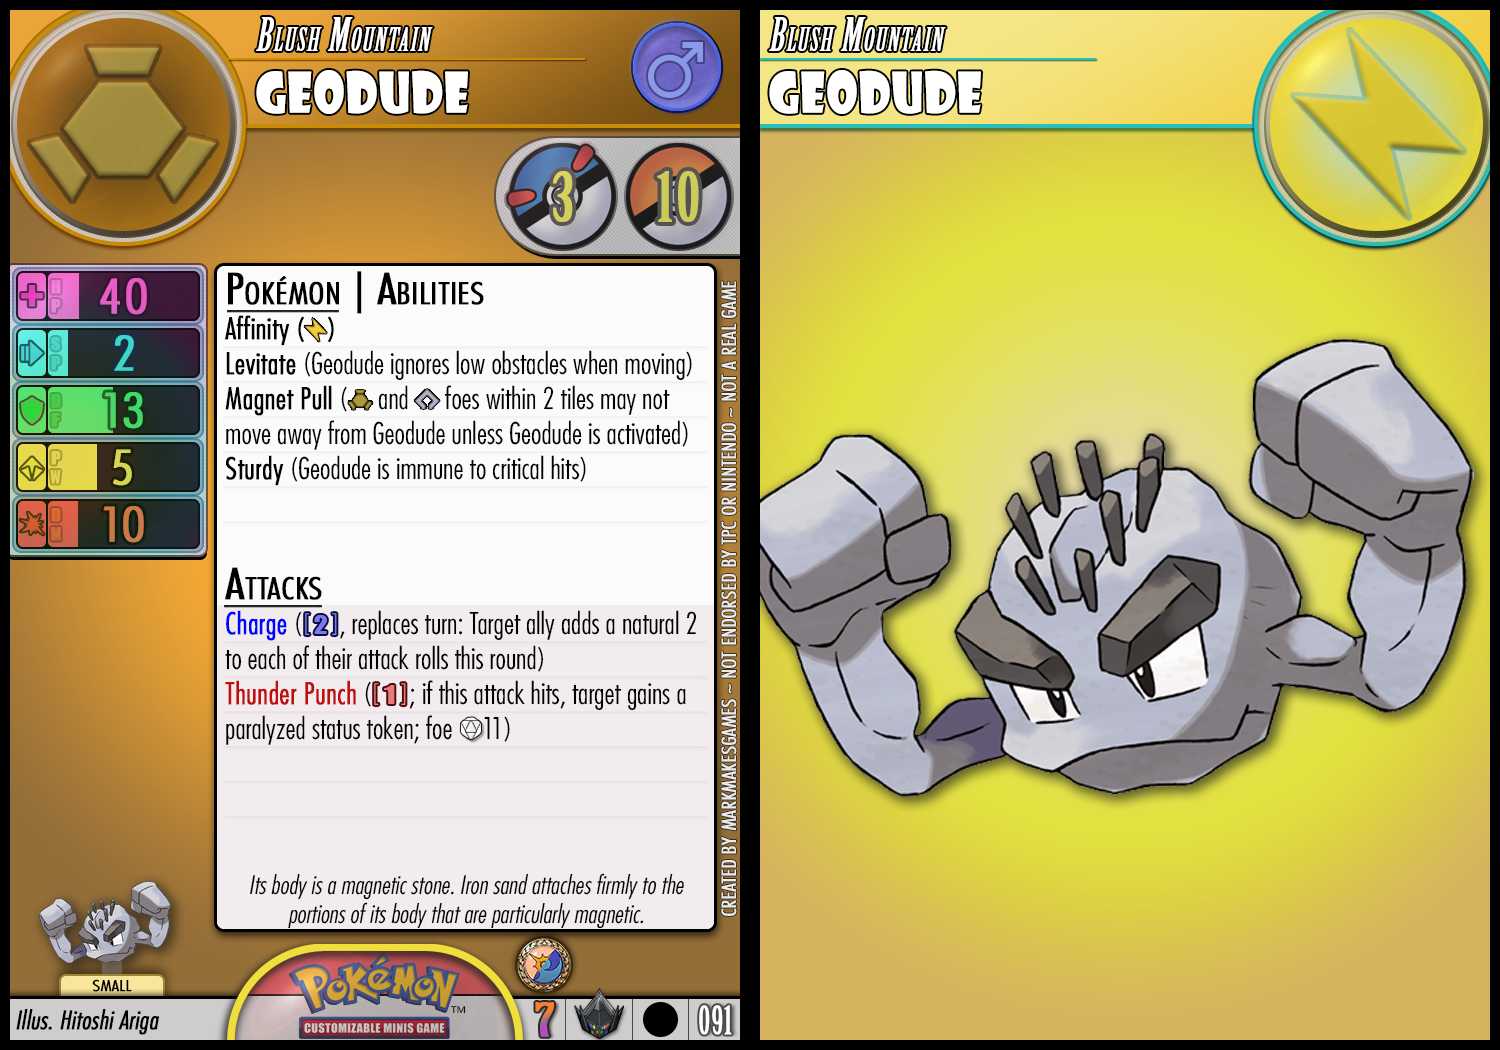 Blush Mountain
GEODUDE
3
10
HP 40
SP 2
DF 13
PW 5
DM 10
Pokémon | Abilities
Affinity ()
Levitate (Geodude ignores low obstacles when moving)
Magnet Pull ( and foes within 2 tiles may not
move away from Geodude unless Geodude is activated)
Sturdy (Geodude is immune to critical hits)
Attacks
Charge ([2], replaces turn: Target ally adds a natural 2
to each of their attack rolls this round)
Thunder Punch ([1]; if this attack hits, target gains a
paralyzed status token; foe 11)
Its body is a magnetic stone. Iron sand attaches firmly to the
portions of its body that are particularly magnetic.
CREATED BY MARKMAKESGAMES ~ NOT ENDORSED BY TPC OR NINTENDO ~ NOT A REAL GAME
SMALL
Illus. Hitoshi Ariga
POKéMON™
CUSTOMIZABLE MINIS GAME
7
091
Blush Mountain
GEODUDE